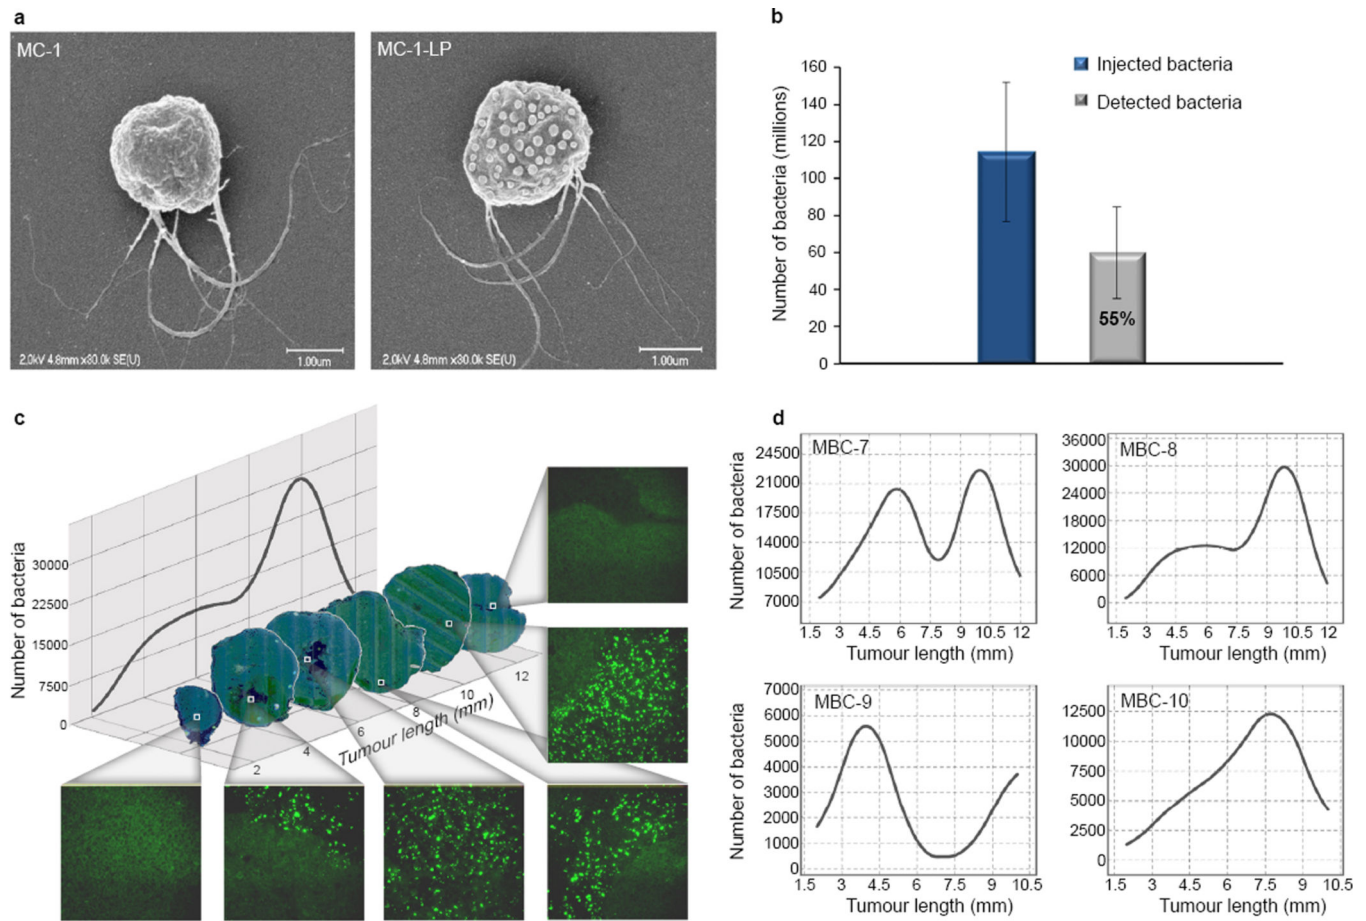 a
MC-1
2.0kV 4.8mm x30.0k SE(U)
1.00um
MC-1-LP
2.0kV 4.8mm x30.0k SE(U)
1.00um
b
Injected bacteria
Detected bacteria
Number of bacteria (millions)
160
140
120
100
80
60
40
20
0
55%
c
Number of bacteria
30000
22500
15000
7500
0
2
4
6
8
10
12
Tumour length (mm)
d
MBC-7
Number of bacteria
24500
21000
17500
14000
10500
7000
1.5 3 4.5 6 7.5 9 10.5 12
Tumour length (mm)
MBC-8
36000
30000
24000
18000
12000
6000
0
1.5 3 4.5 6 7.5 9 10.5 12
Tumour length (mm)
MBC-9
Number of bacteria
7000
6000
5000
4000
3000
2000
1000
0
1.5 3 4.5 6 7.5 9 10.5
Tumour length (mm)
MBC-10
12500
10000
7500
5000
2500
0
1.5 3 4.5 6 7.5 9 10.5
Tumour length (mm)